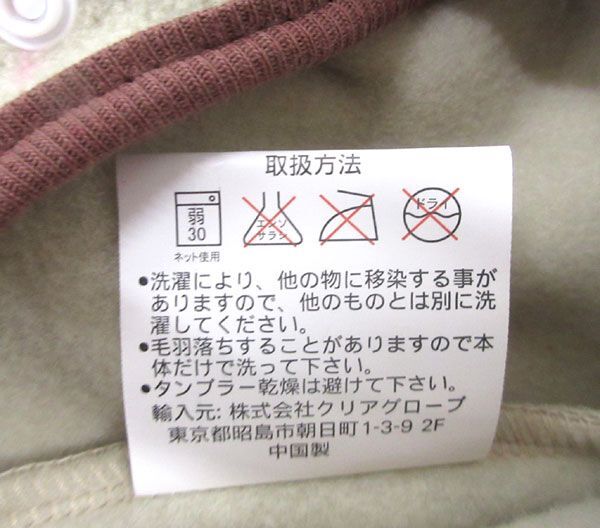 取扱方法
弱
30
ネット使用
エンソ
サラシ
ドライ
●洗濯により、他の物に移染する事が
ありますので、他のものとは別に洗
濯してください。
●毛羽落ちすることがありますので本
体だけで洗って下さい。
●タンブラー乾燥は避けて下さい。
輸入元: 株式会社クリアグローブ
東京都昭島市朝日町1-3-9 2F
中国製